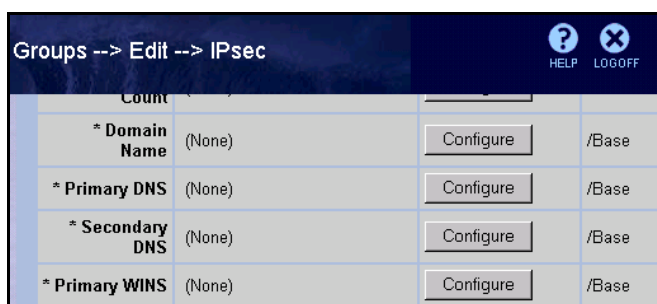 Groups --> Edit --> IPsec
HELP LOGOFF
Count
* Domain Name (None) Configure /Base
* Primary DNS (None) Configure /Base
* Secondary DNS (None) Configure /Base
* Primary WINS (None) Configure /Base